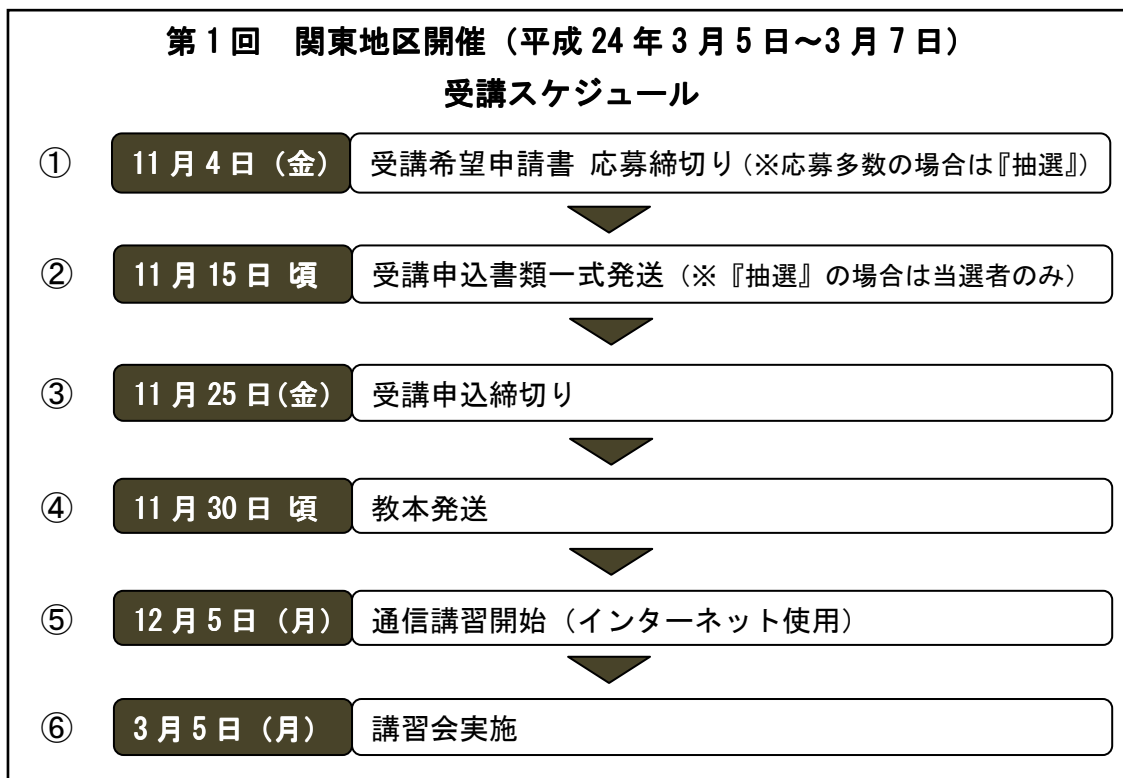 第1回　関東地区開催（平成24年3月5日～3月7日）
受講スケジュール
① 11月4日（金） 受講希望申請書 応募締切り（※応募多数の場合は『抽選』）
② 11月15日 頃 受講申込書類一式発送（※『抽選』の場合は当選者のみ）
③ 11月25日（金） 受講申込締切り
④ 11月30日 頃 教本発送
⑤ 12月5日（月） 通信講習開始（インターネット使用）
⑥ 3月5日（月） 講習会実施